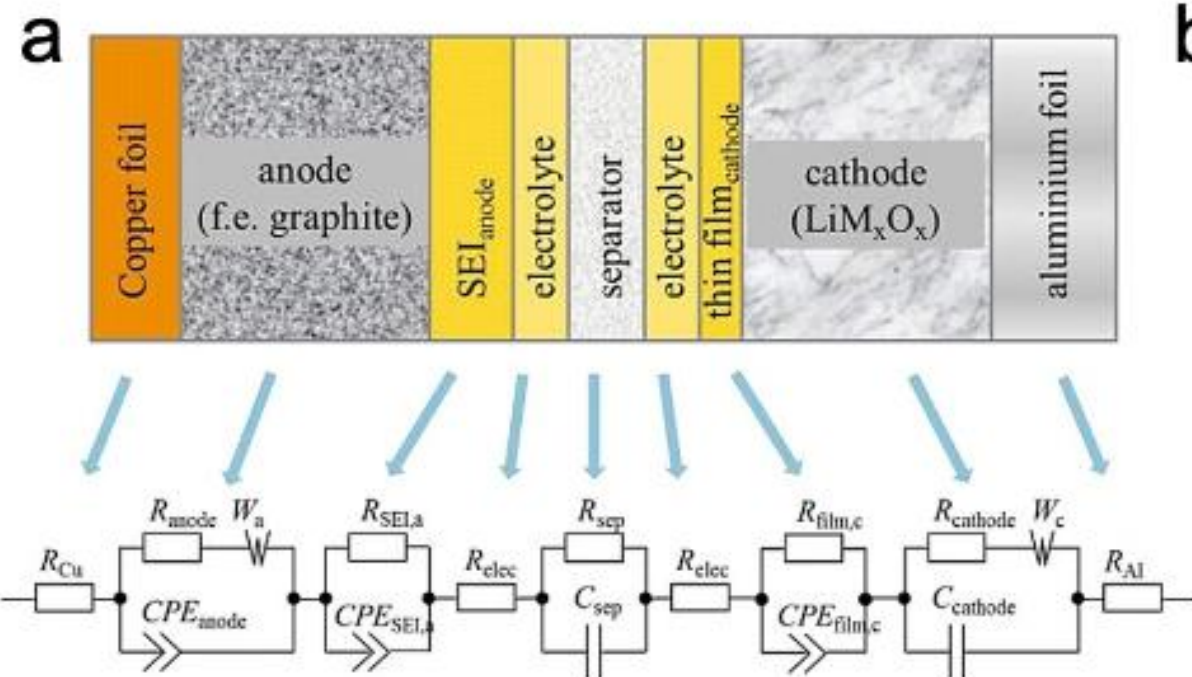 a
b
Copper foil
anode
(f.e. graphite)
SEIanode
electrolyte
separator
electrolyte
thin filmcathode
cathode
(LiMxOx)
aluminium foil
RCu
Ranode
Wa
CPEanode
RSEI,a
CPESEI,a
Relec
Rsep
Csep
Relec
Rfilm,c
CPEfilm,c
Rcathode
Wc
Ccathode
RAl